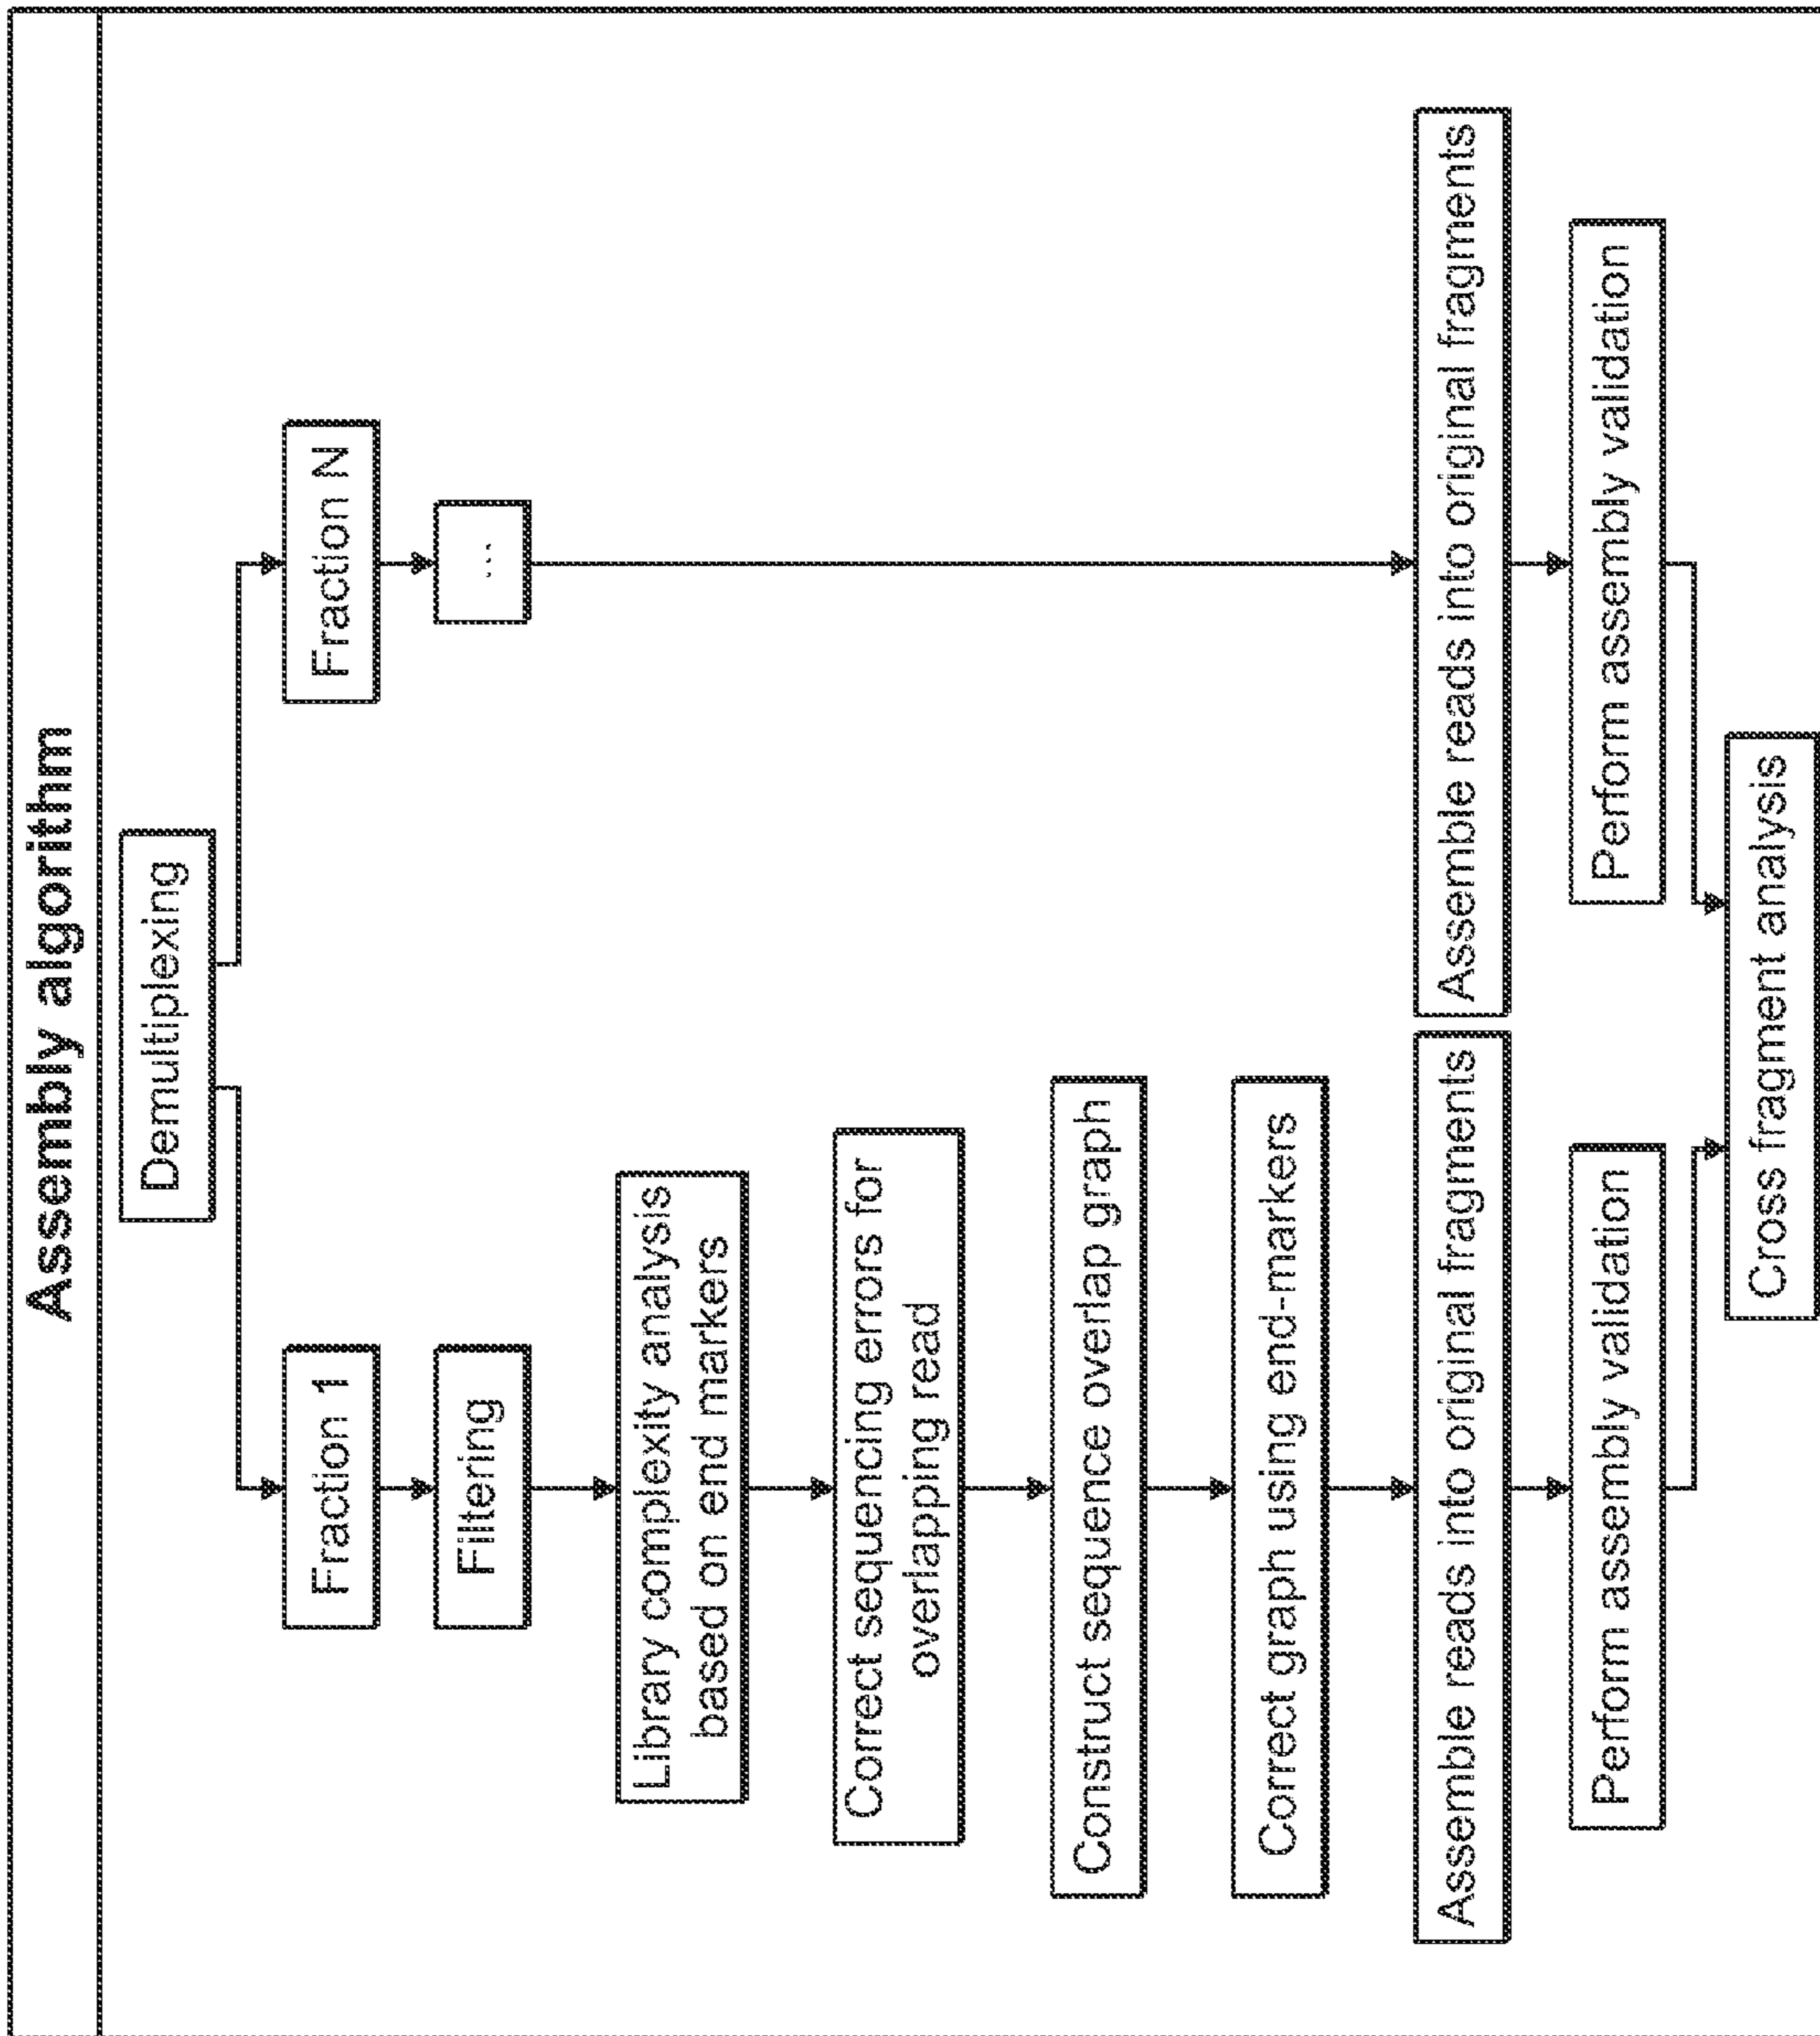 Assembly algorithm
Demultiplexing
Fraction 1
Fraction N
Filtering
...
Library complexity analysis
based on end markers
Correct sequencing errors for
overlapping read
Construct sequence overlap graph
Correct graph using end-markers
Assemble reads into original fragments
Assemble reads into original fragments
Perform assembly validation
Perform assembly validation
Cross fragment analysis